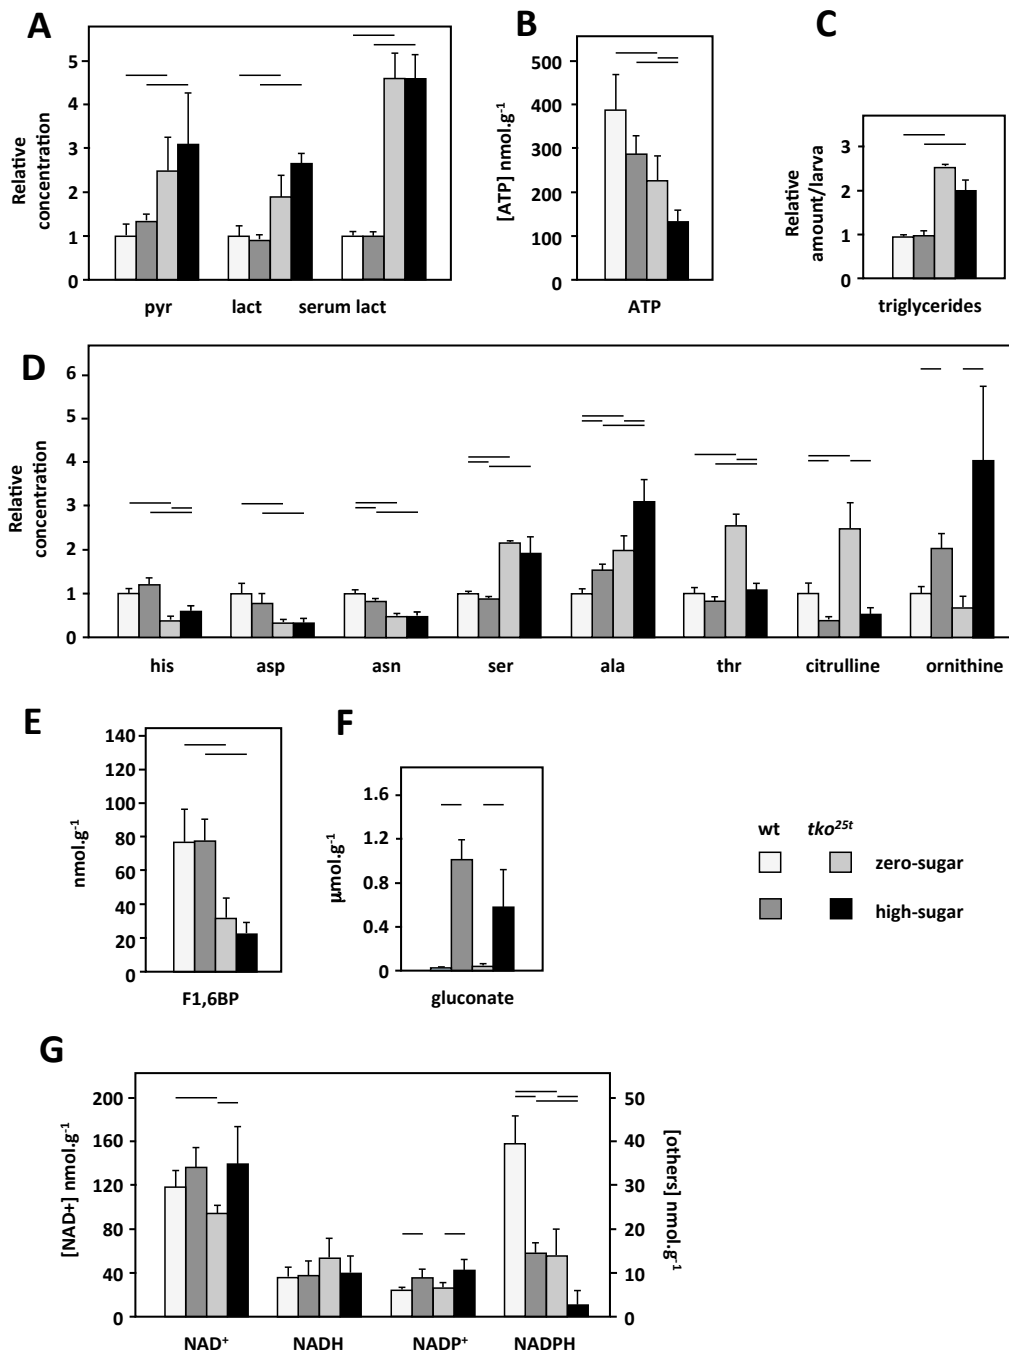 A
Relative
concentration
5
4
3
2
1
0
pyr lact serum lact
B
[ATP] nmol.g-1
500
400
300
200
100
0
ATP
C
Relative
amount/larva
3
2
1
0
triglycerides
D
Relative
concentration
6
5
4
3
2
1
0
his asp asn ser ala thr citrulline ornithine
E
nmol.g-1
140
120
100
80
60
40
20
0
F1,6BP
F
µmol.g-1
1.6
1.2
0.8
0.4
0
gluconate
wt tko25t
zero-sugar
high-sugar
G
[NAD+] nmol.g-1
200
160
120
80
40
0
50
40
30
20
10
0
[others] nmol.g-1
NAD+ NADH NADP+ NADPH